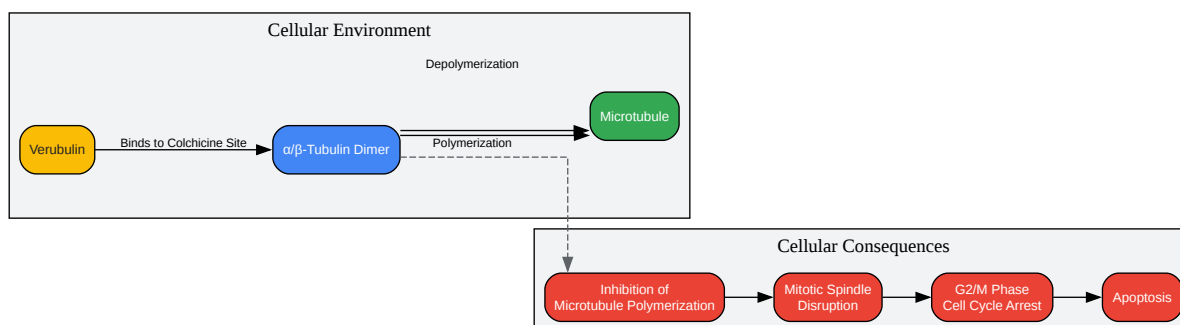 Cellular Environment
Depolymerization
Microtubule
Verubulin
Binds to Colchicine Site
α/β-Tubulin Dimer
Polymerization
Cellular Consequences
Inhibition of
Microtubule Polymerization
Mitotic Spindle
Disruption
G2/M Phase
Cell Cycle Arrest
Apoptosis